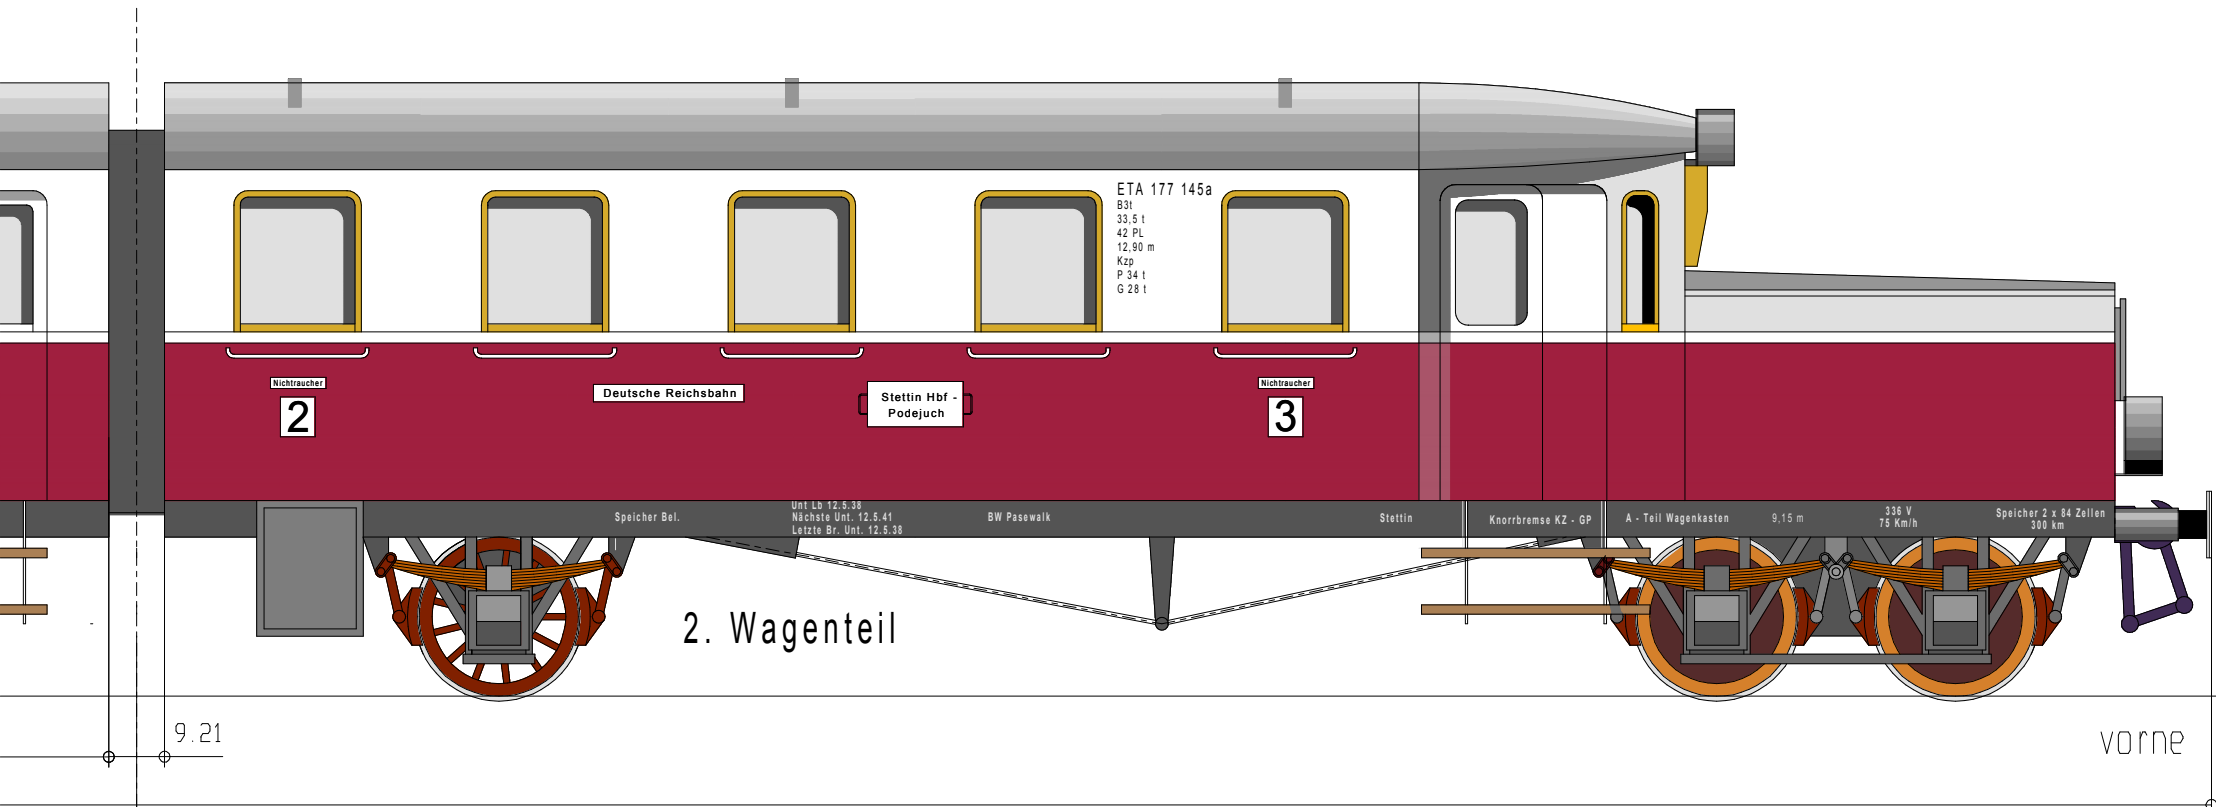 ETA 177 145a
B3t
33,5 t
42 PL
12,90 m
Kzp
P 34 t
G 28 t
Nichtraucher
2
Deutsche Reichsbahn
Stettin Hbf -
Podejuch
Nichtraucher
3
Speicher Bel.
Unt Lb 12.5.38
Nächste Unt. 12.5.41
Letzte Br. Unt. 12.5.38
BW Pasewalk
Stettin
Knorrbremse KZ - GP
A - Teil Wagenkasten
9,15 m
336 V
75 Km/h
Speicher 2 x 84 Zellen
300 km
2. Wagenteil
9.21
vorne